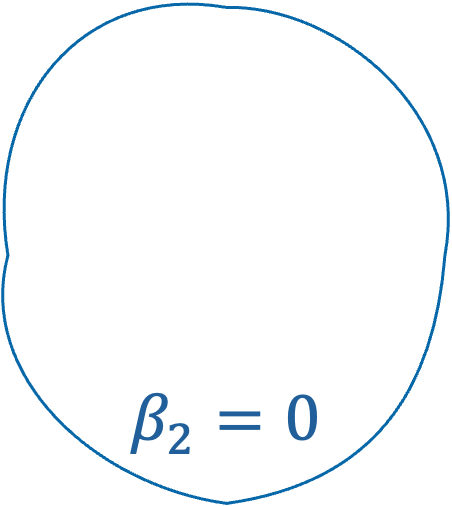 β₂ = 0